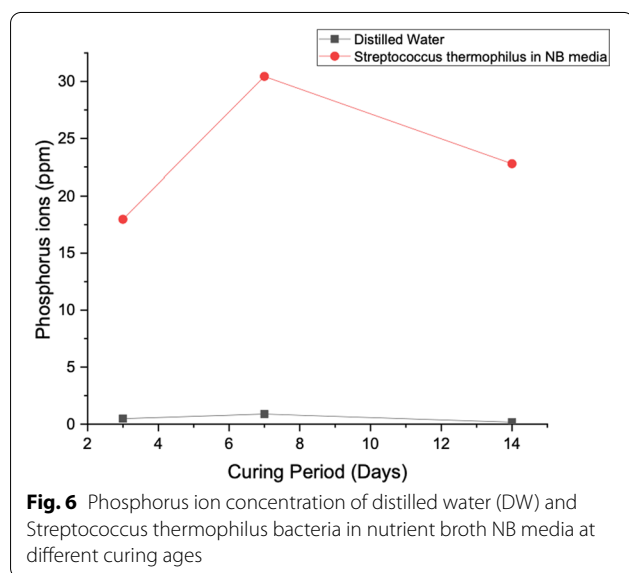 Distilled Water
Streptococcus thermophilus in NB media
30
25
20
15
10
5
0
Phosphorus ions (ppm)
2
4
6
8
10
12
14
Curing Period (Days)
Fig. 6 Phosphorus ion concentration of distilled water (DW) and
Streptococcus thermophilus bacteria in nutrient broth NB media at
different curing ages